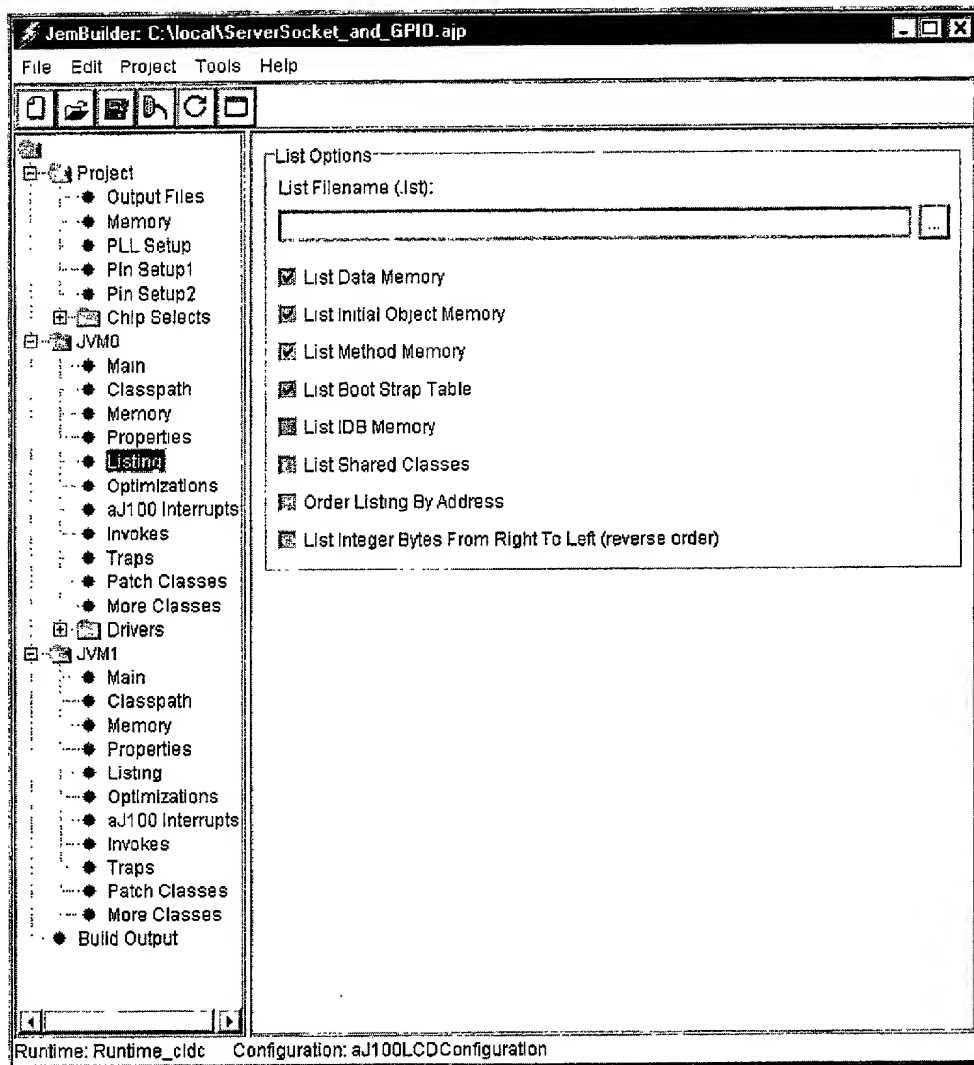 JemBuilder: C:\local\ServerSocket_and_GPIO.ajp
File Edit Project Tools Help
Project
Output Files
Memory
PLL Setup
Pin Setup1
Pin Setup2
Chip Selects
JVM0
Main
Classpath
Memory
Properties
Listing
Optimizations
aJ100 Interrupts
Invokes
Traps
Patch Classes
More Classes
Drivers
JVM1
Main
Classpath
Memory
Properties
Listing
Optimizations
aJ100 Interrupts
Invokes
Traps
Patch Classes
More Classes
Build Output
List Options
List Filename (.lst):
...
List Data Memory
List Initial Object Memory
List Method Memory
List Boot Strap Table
List IDB Memory
List Shared Classes
Order Listing By Address
List Integer Bytes From Right To Left (reverse order)
Runtime: Runtime_cldc Configuration: aJ100LCDConfiguration